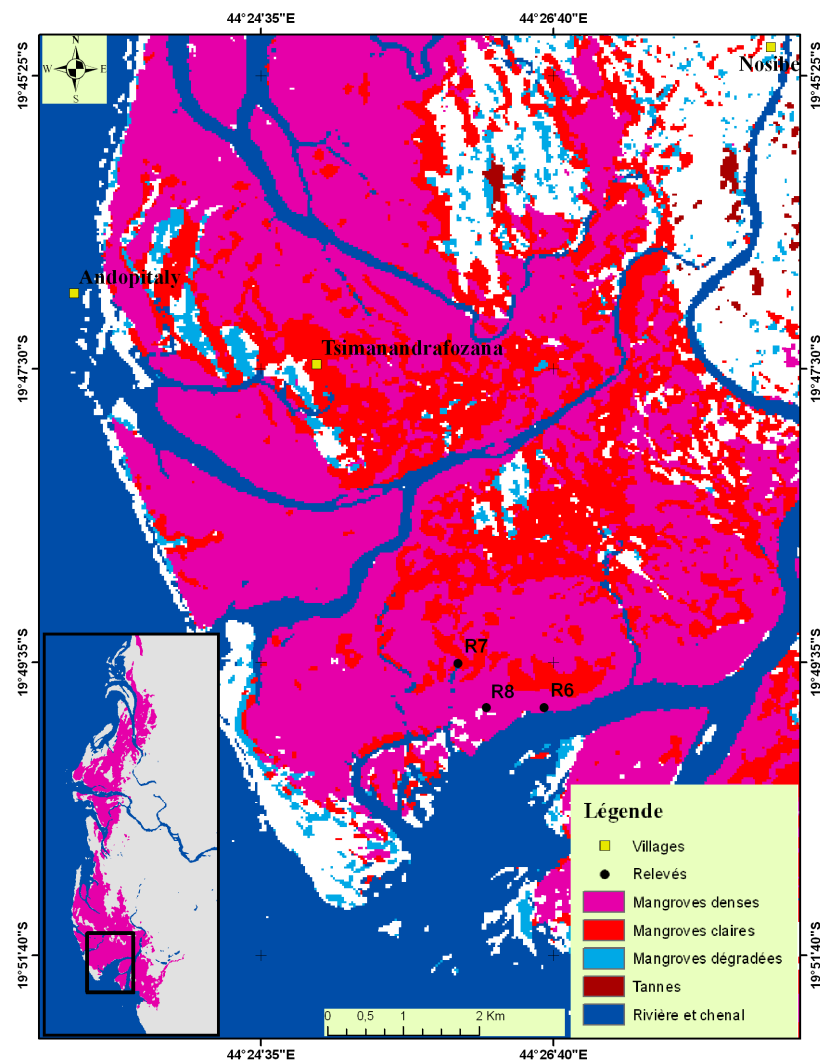 44°24'35"E
44°26'40"E
N
W
E
S
19°45'25"S
19°45'25"S
Nosibe
Andopitaly
Tsimanandrafozana
19°47'30"S
19°47'30"S
R7
19°49'35"S
19°49'35"S
R8
R6
Légende
Villages
Relevés
Mangroves denses
Mangroves claires
Mangroves dégradées
Tannes
Rivière et chenal
19°51'40"S
19°51'40"S
0 0,5 1 2 Km
44°24'35"E
44°26'40"E